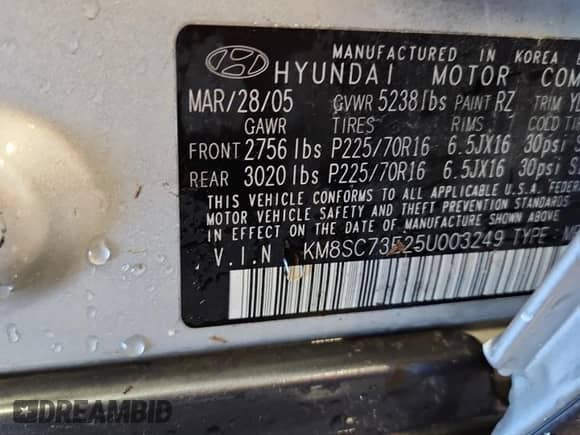 MANUFACTURED IN KOREA
HYUNDAI MOTOR COM
MAR/28/05 GVWR 5238 lbs PAINT RZ TRIM
GAWR TIRES RIMS COLD
FRONT 2756 lbs P225/70R16 6.5JX16 30psi
REAR 3020 lbs P225/70R16 6.5JX16 30psi
THIS VEHICLE CONFORMS TO ALL APPLICABLE U.S.A. FEDER
MOTOR VEHICLE SAFETY AND THEFT PREVENTION STANDARDS
IN EFFECT ON THE DATE OF MANUFACTURE SHOWN ABOVE.
V.I.N TYPE :
DREAMBID